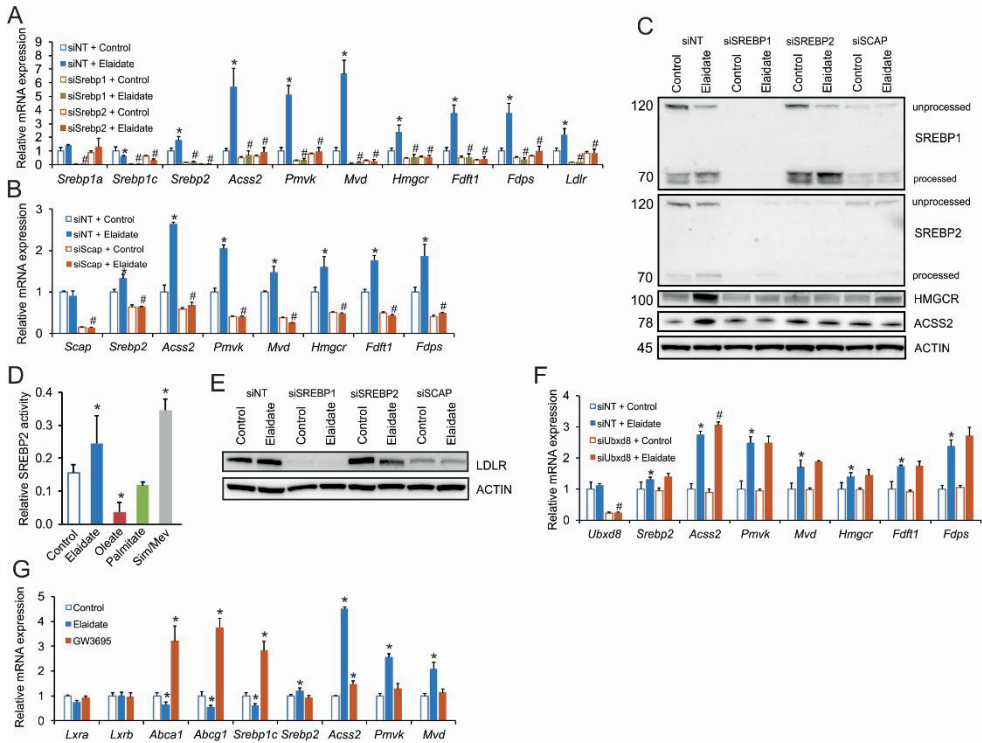 A
Relative mRNA expression
9
8
7
6
5
4
3
2
1
0
siNT + Control
siNT + Elaidate
siSrebp1 + Control
siSrebp1 + Elaidate
siSrebp2 + Control
siSrebp2 + Elaidate
* # * # * # * # * # * # * # * # * # * #
Srebp1a Srebp1c Srebp2 Acss2 Pmvk Mvd Hmgcr Fdft1 Fdps Ldlr
B
Relative mRNA expression
3
2
1
0
siNT + Control
siNT + Elaidate
siScap + Control
siScap + Elaidate
# * # * # * # * # * # * # * #
Scap Srebp2 Acss2 Pmvk Mvd Hmgcr Fdft1 Fdps
C
siNT siSREBP1 siSREBP2 siSCAP
Control Elaidate Control Elaidate Control Elaidate Control Elaidate
120 unprocessed
SREBP1
70 processed
120 unprocessed
SREBP2
70 processed
100 HMGCR
78 ACSS2
45 ACTIN
D
Relative SREBP2 activity
0.4
0.3
0.2
0.1
0.0
* * *
Control Elaidate Oleate Palmitate Sim/Mev
E
siNT siSREBP1 siSREBP2 siSCAP
Control Elaidate Control Elaidate Control Elaidate Control Elaidate
LDLR
ACTIN
F
Relative mRNA expression
4
3
2
1
0
siNT + Control
siNT + Elaidate
siUbxd8 + Control
siUbxd8 + Elaidate
# * * # * * * * *
Ubxd8 Srebp2 Acss2 Pmvk Mvd Hmgcr Fdft1 Fdps
G
Relative mRNA expression
5
4
3
2
1
0
Control
Elaidate
GW3695
* * * * * * * * * * *
Lxra Lxrb Abca1 Abcg1 Srebp1c Srebp2 Acss2 Pmvk Mvd